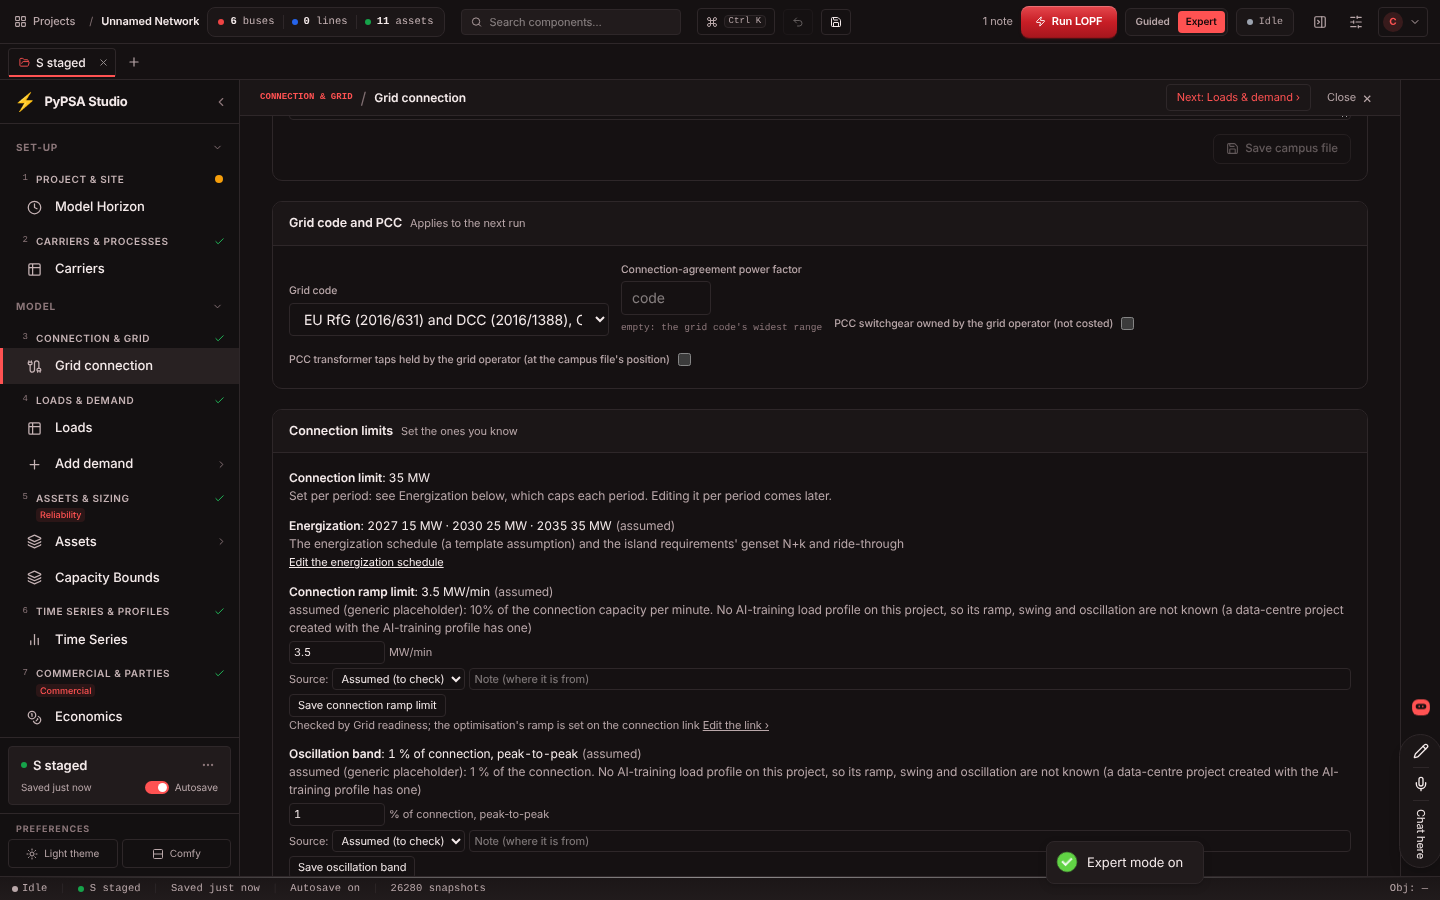 Projects / Unnamed Network
6 buses 0 lines 11 assets
Search components...
⌘ Ctrl K
1 note
Run LOPF
Guided Expert
Idle
C
S staged
PyPSA Studio
CONNECTION & GRID / Grid connection
Next: Loads & demand ›
Close ×
SET-UP
1 PROJECT & SITE
Model Horizon
2 CARRIERS & PROCESSES
Carriers
MODEL
3 CONNECTION & GRID
Grid connection
4 LOADS & DEMAND
Loads
Add demand
5 ASSETS & SIZING
Reliability
Assets
Capacity Bounds
6 TIME SERIES & PROFILES
Time Series
7 COMMERCIAL & PARTIES
Commercial
Economics
S staged
Saved just now
Autosave
PREFERENCES
Light theme
Comfy
Save campus file
Grid code and PCC Applies to the next run
Connection-agreement power factor
Grid code
code
EU RfG (2016/631) and DCC (2016/1388), C
empty: the grid code's widest range
PCC switchgear owned by the grid operator (not costed)
PCC transformer taps held by the grid operator (at the campus file's position)
Connection limits Set the ones you know
Connection limit: 35 MW
Set per period: see Energization below, which caps each period. Editing it per period comes later.
Energization: 2027 15 MW · 2030 25 MW · 2035 35 MW (assumed)
The energization schedule (a template assumption) and the island requirements' genset N+k and ride-through
Edit the energization schedule
Connection ramp limit: 3.5 MW/min (assumed)
assumed (generic placeholder): 10% of the connection capacity per minute. No AI-training load profile on this project, so its ramp, swing and oscillation are not known (a data-centre project
created with the AI-training profile has one)
3.5 MW/min
Source: Assumed (to check) Note (where it is from)
Save connection ramp limit
Checked by Grid readiness; the optimisation's ramp is set on the connection link Edit the link ›
Oscillation band: 1 % of connection, peak-to-peak (assumed)
assumed (generic placeholder): 1 % of the connection. No AI-training load profile on this project, so its ramp, swing and oscillation are not known (a data-centre project created with the AI-
training profile has one)
1 % of connection, peak-to-peak
Source: Assumed (to check) Note (where it is from)
Save oscillation band
Expert mode on
Chat here
Idle S staged Saved just now Autosave on 26280 snapshots
Obj: —